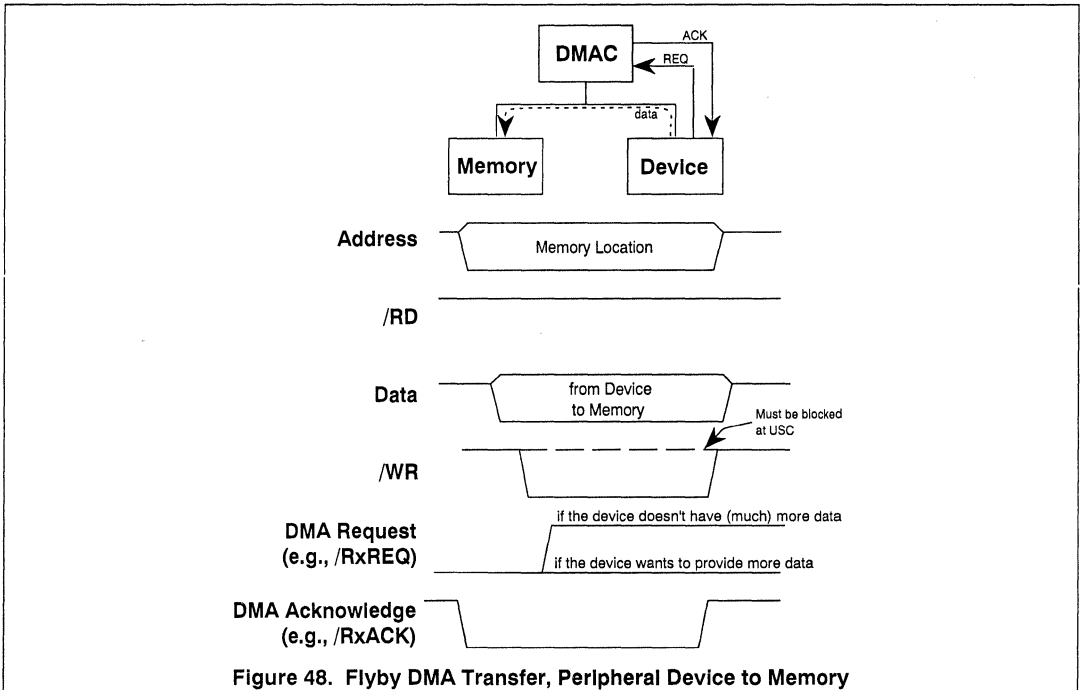 DMAC
ACK
REQ
data
Memory
Device
Address
Memory Location
/RD
Data
from Device
to Memory
Must be blocked
at USC
/WR
DMA Request
(e.g., /RxREQ)
if the device doesn't have (much) more data
if the device wants to provide more data
DMA Acknowledge
(e.g., /RxACK)
Figure 48. Flyby DMA Transfer, Peripheral Device to Memory